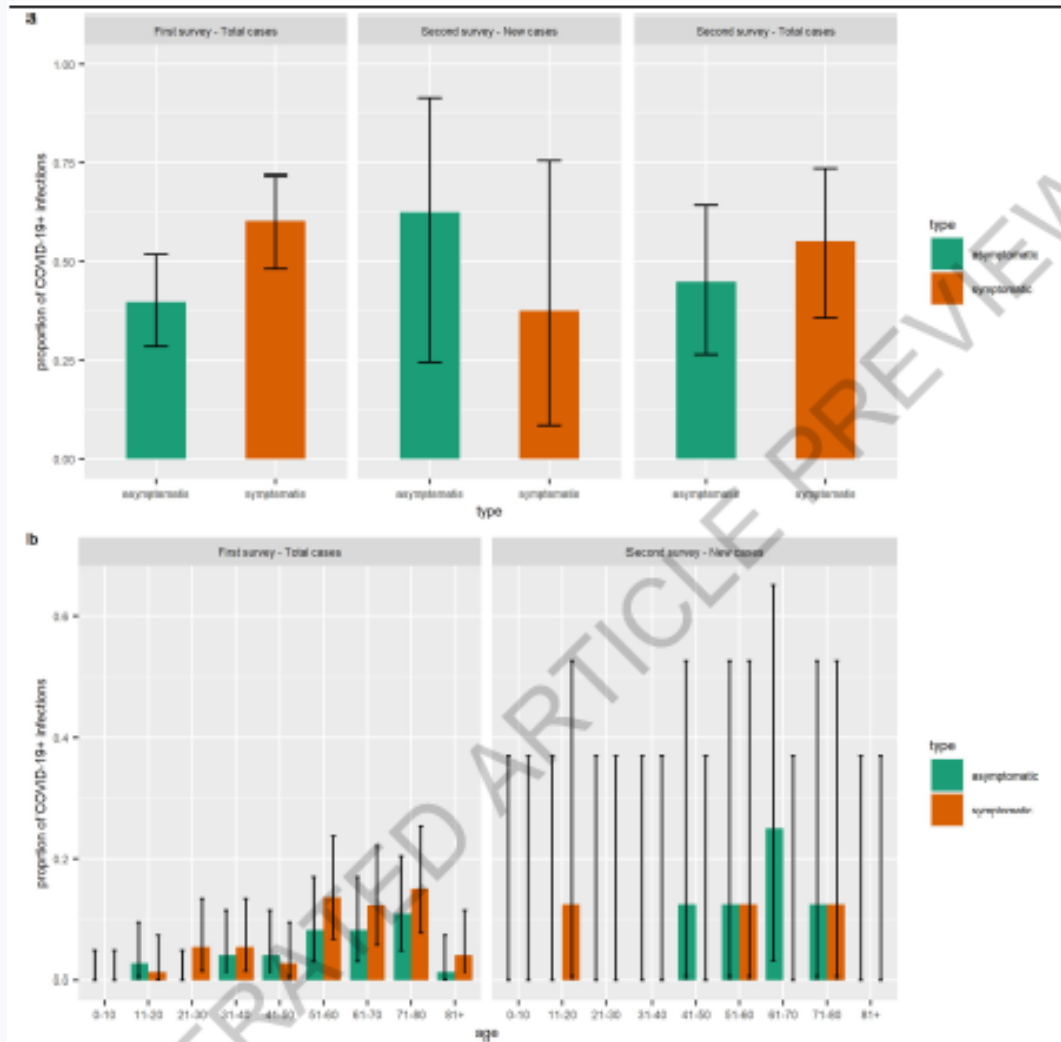 a
First survey - Total cases
Second survey - New cases
Second survey - Total cases
1.00
0.75
0.50
0.25
0.00
proportion of COVID-19+ infections
asymptomatic
symptomatic
asymptomatic
symptomatic
asymptomatic
symptomatic
type
type
asymptomatic
symptomatic
b
First survey - Total cases
Second survey - New cases
0.6
0.4
0.2
0.0
proportion of COVID-19+ infections
0-10 11-20 21-30 31-40 41-50 51-60 61-70 71-80 81+
0-10 11-20 21-30 31-40 41-50 51-60 61-70 71-80 81+
age
type
asymptomatic
symptomatic
RATED ARTICLE PREVIEW